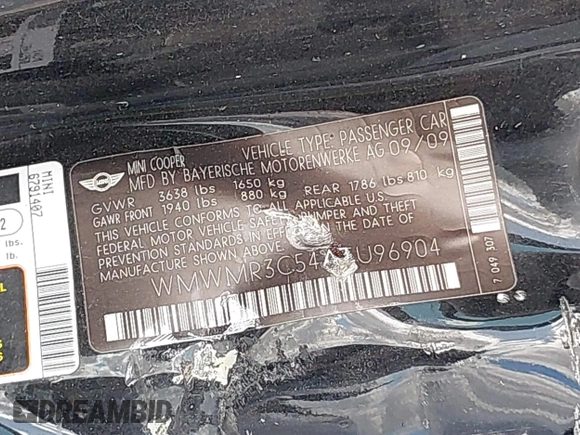 MINI COOPER VEHICLE TYPE: PASSENGER CAR
MFD BY BAYERISCHE MOTORENWERKE AG 09/09
GVWR 3638 lbs 1650 kg
GAWR FRONT 1940 lbs 880 kg REAR 1786 lbs 810 kg
THIS VEHICLE CONFORMS TO ALL APPLICABLE U.S.
FEDERAL MOTOR VEHICLE SAFETY, BUMPER AND THEFT
PREVENTION STANDARDS IN EFFECT THE DATE OF
MANUFACTURE SHOWN ABOVE.
WMWMR3C54 U96904
7 049 307
MINI
lbs.
lb.
DREAMBID